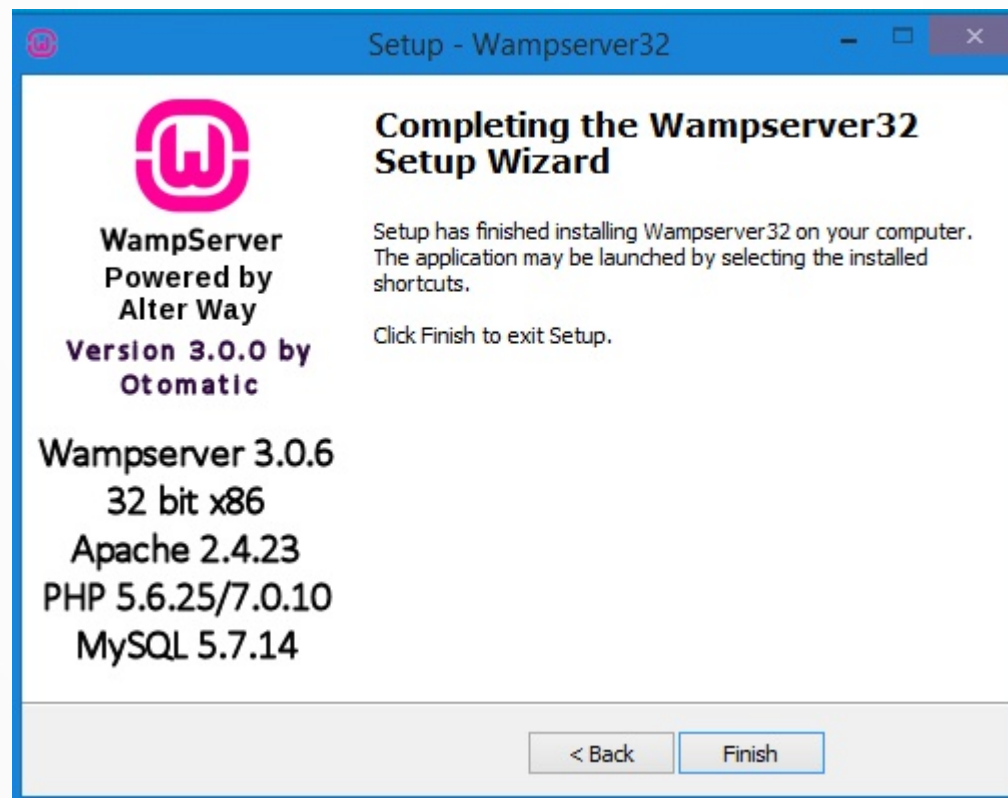 Setup - Wampserver32
WampServer
Powered by
Alter Way
Version 3.0.0 by
Otomatic
Wampserver 3.0.6
32 bit x86
Apache 2.4.23
PHP 5.6.25/7.0.10
MySQL 5.7.14
Completing the Wampserver32
Setup Wizard
Setup has finished installing Wampserver32 on your computer.
The application may be launched by selecting the installed
shortcuts.
Click Finish to exit Setup.
< Back
Finish